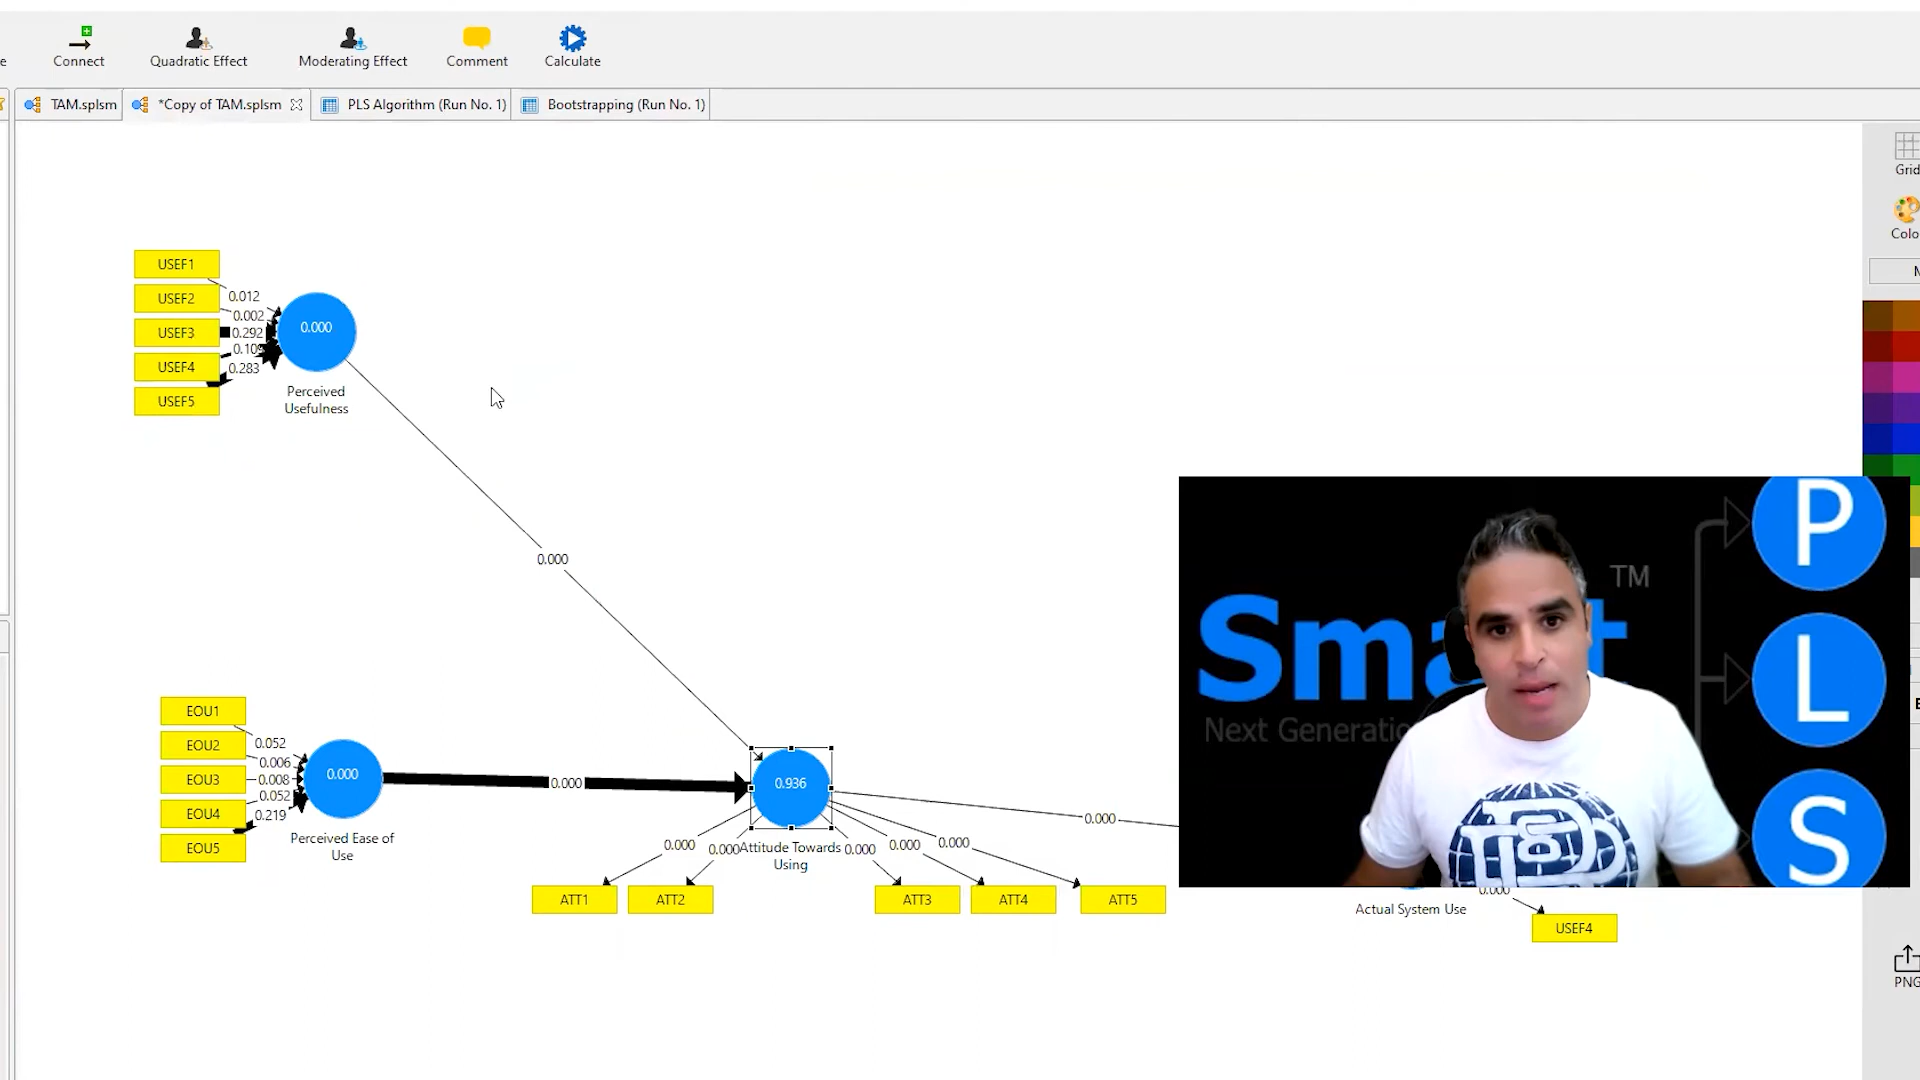 Connect
Quadratic Effect
Moderating Effect
Comment
Calculate
TAM.splsm
*Copy of TAM.splsm
PLS Algorithm (Run No. 1)
Bootstrapping (Run No. 1)
Grid
Colo
USEF1
USEF2
USEF3
USEF4
USEF5
0.012
0.002
0.292
0.283
0.000
Perceived
Usefulness
0.000
EOU1
EOU2
EOU3
EOU4
EOU5
0.052
0.006
0.008
0.052
0.219
0.000
Perceived Ease of
Use
0.000
0.936
Attitude Towards
Using
0.000
0.000
0.000
0.000
0.000
0.000
ATT1
ATT2
ATT3
ATT4
ATT5
Actual System Use
0.000
USEF4
TM
Next Generatio
P
L
S
PNG